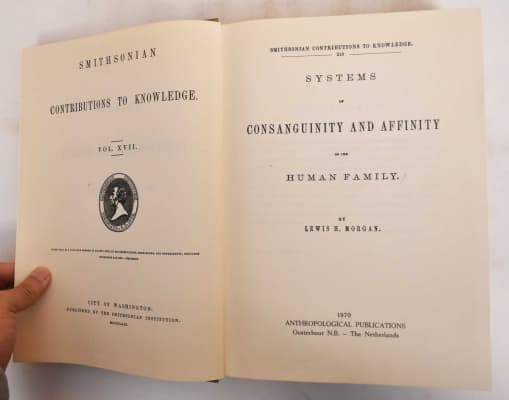 SMITHSONIAN
CONTRIBUTIONS TO KNOWLEDGE.
VOL. XVII.
CITY OF WASHINGTON:
PUBLISHED BY THE SMITHSONIAN INSTITUTION.
SMITHSONIAN CONTRIBUTIONS TO KNOWLEDGE.
218
SYSTEMS
OF
CONSANGUINITY AND AFFINITY
OF THE
HUMAN FAMILY.
BY
LEWIS H. MORGAN.
1970
ANTHROPOLOGICAL PUBLICATIONS
Oosterhout N.B. – The Netherlands